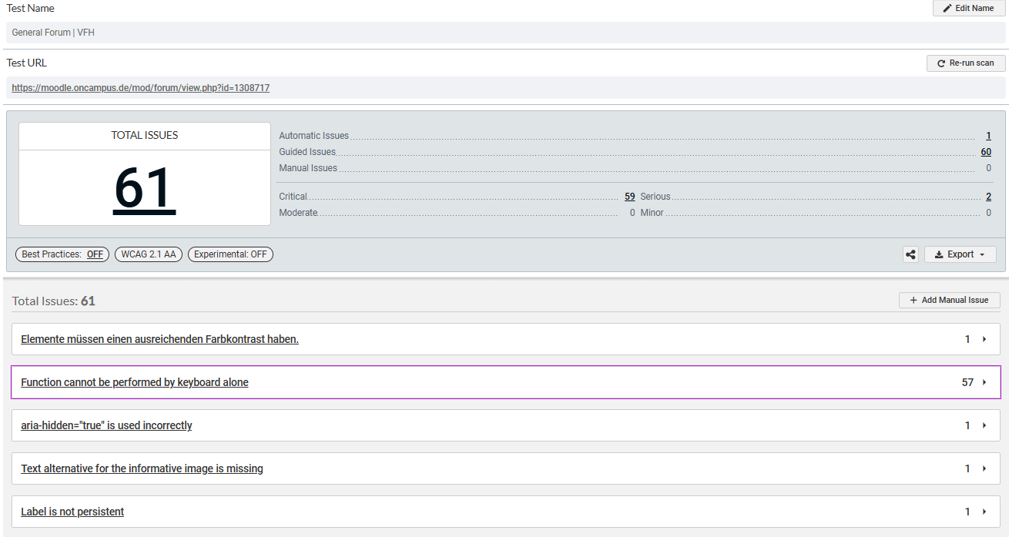 Test Name
Edit Name
General Forum | VFH
Test URL
Re-run scan
https://moodle.oncampus.de/mod/forum/view.php?id=1308717
TOTAL ISSUES
61
Automatic Issues 1
Guided Issues 60
Manual Issues 0
Critical 59 Serious 2
Moderate 0 Minor 0
Best Practices: OFF WCAG 2.1 AA Experimental: OFF
Export
Total Issues: 61
+ Add Manual Issue
Elemente müssen einen ausreichenden Farbkontrast haben. 1
Function cannot be performed by keyboard alone 57
aria-hidden="true" is used incorrectly 1
Text alternative for the informative image is missing 1
Label is not persistent 1